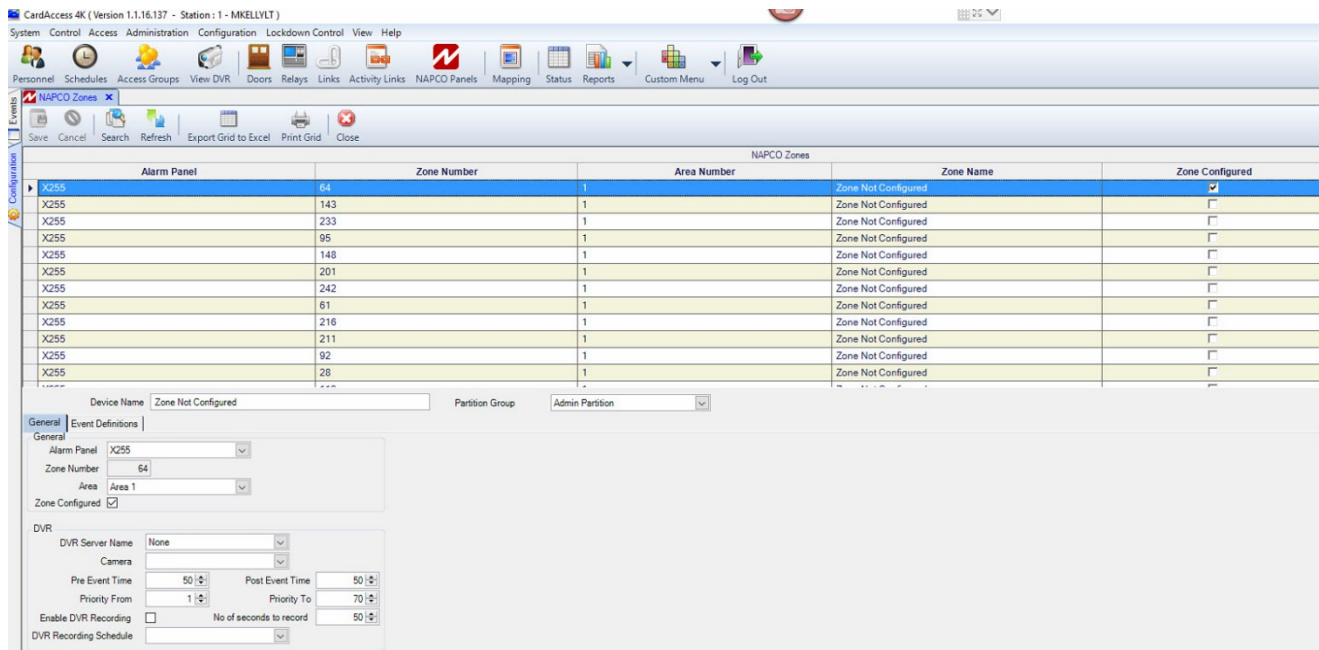 CardAccess 4K ( Version 1.1.16.137 - Station : 1 - MKELLYLT )
System Control Access Administration Configuration Lockdown Control View Help
Personnel Schedules Access Groups View DVR Doors Relays Links Activity Links NAPCO Panels Mapping Status Reports Custom Menu Log Out
Events
Configuration
NAPCO Zones X
Save Cancel Search Refresh Export Grid to Excel Print Grid Close
NAPCO Zones
Alarm Panel Zone Number Area Number Zone Name Zone Configured
X255 64 1 Zone Not Configured
X255 143 1 Zone Not Configured
X255 233 1 Zone Not Configured
X255 95 1 Zone Not Configured
X255 148 1 Zone Not Configured
X255 201 1 Zone Not Configured
X255 242 1 Zone Not Configured
X255 61 1 Zone Not Configured
X255 216 1 Zone Not Configured
X255 211 1 Zone Not Configured
X255 92 1 Zone Not Configured
X255 28 1 Zone Not Configured
Device Name Zone Not Configured Partition Group Admin Partition
General Event Definitions
General
Alarm Panel X255
Zone Number 64
Area Area 1
Zone Configured
DVR
DVR Server Name None
Camera
Pre Event Time 50 Post Event Time 50
Priority From 1 Priority To 70
Enable DVR Recording No of seconds to record 50
DVR Recording Schedule